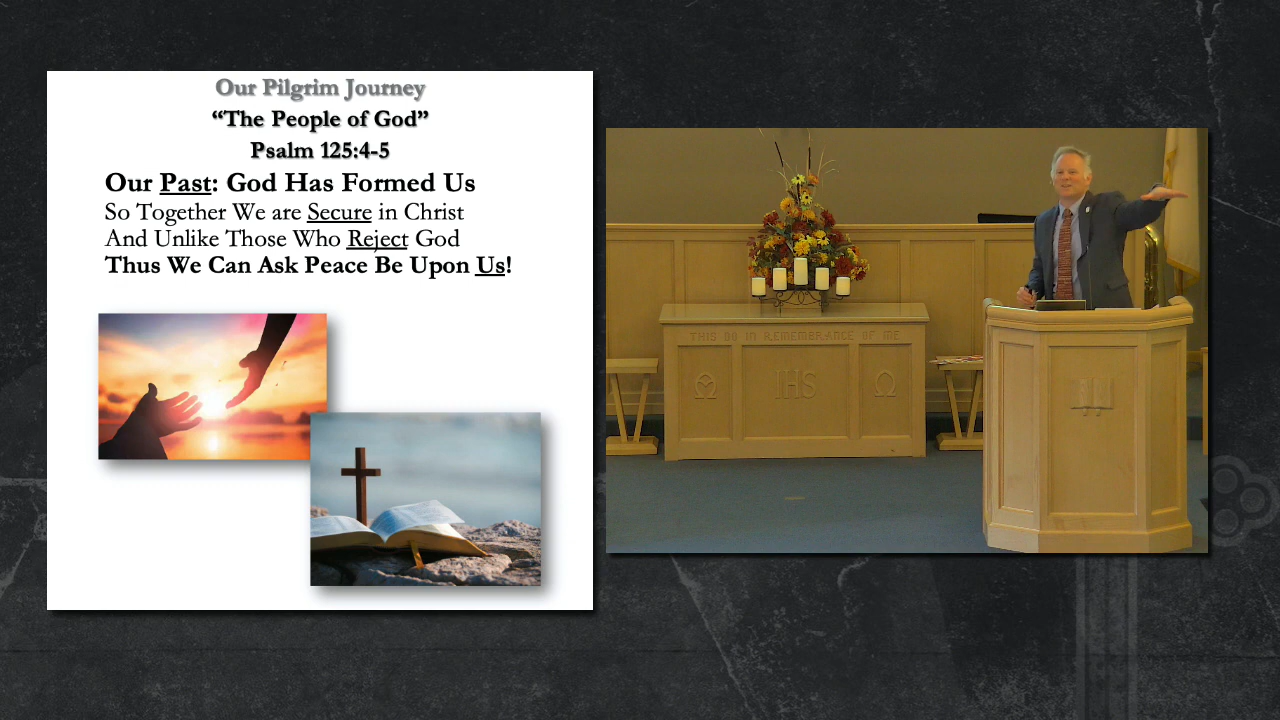 Our Pilgrim Journey
“The People of God”
Psalm 125:4-5
Our Past: God Has Formed Us
So Together We are Secure in Christ
And Unlike Those Who Reject God
Thus We Can Ask Peace Be Upon Us!
THIS DO IN REMEMBRANCE OF ME
IHS
Ω